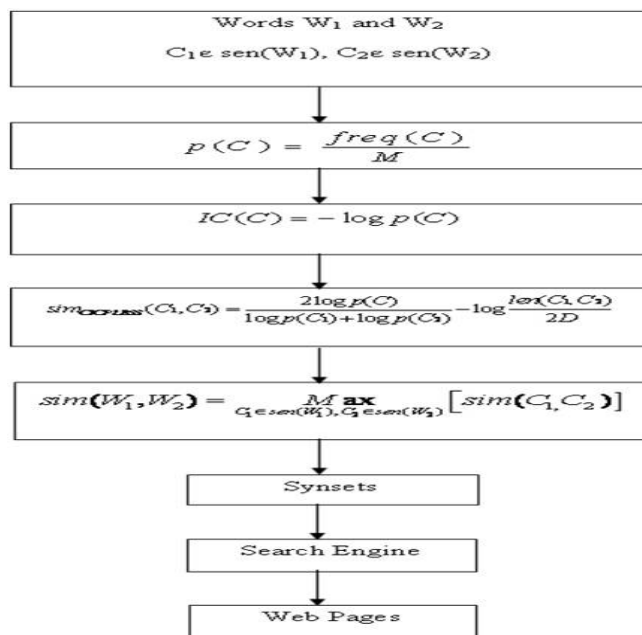 Words W₁ and W₂
C₁ε sen(W₁), C₂ε sen(W₂)
p(C) = freq(C) / M
IC(C) = − log p(C)
sim(C₁,C₂) = 2log p(C) / log p(C₁)+log p(C₂) − log len(C₁,C₂) / 2D
sim(W₁,W₂) = Max C₁∈sen(W₁),C₂∈sen(W₂) [sim(C₁,C₂)]
Synsets
Search Engine
Web Pages